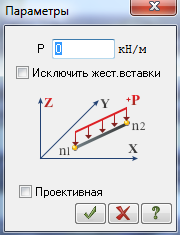 Параметры
P 0 кН/м
Исключить жест.вставки
Z Y +P
n2
n1 X
Проективная
?